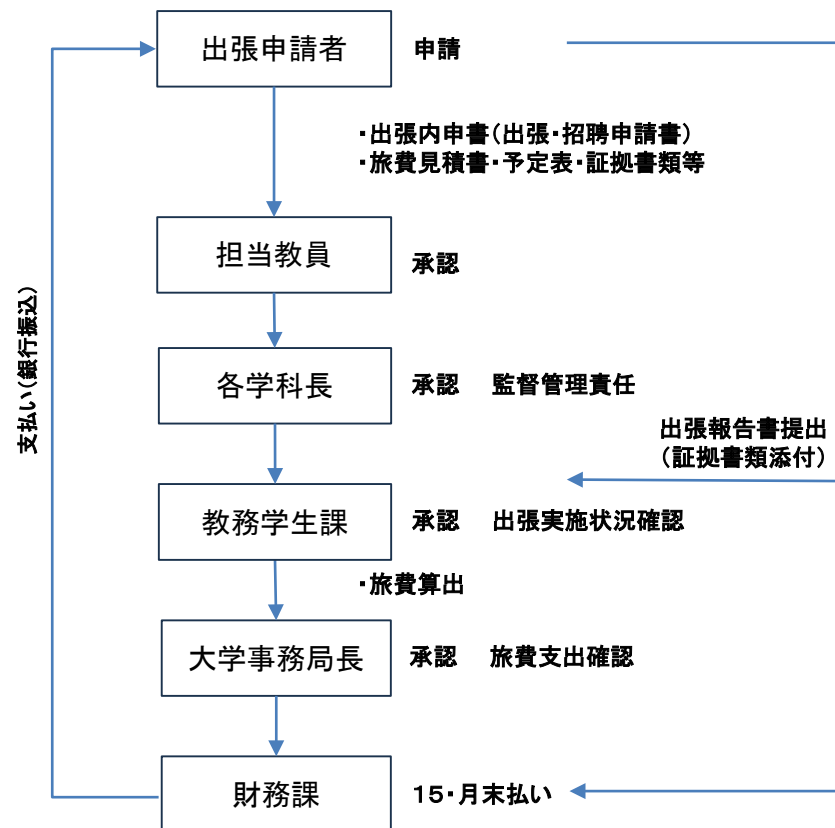 出張申請者 申請
・出張内申書(出張・招聘申請書)
・旅費見積書・予定表・証拠書類等
担当教員 承認
各学科長 承認 監督管理責任
出張報告書提出
(証拠書類添付)
教務学生課 承認 出張実施状況確認
・旅費算出
大学事務局長 承認 旅費支出確認
財務課 15・月末払い
支払い(銀行振込)